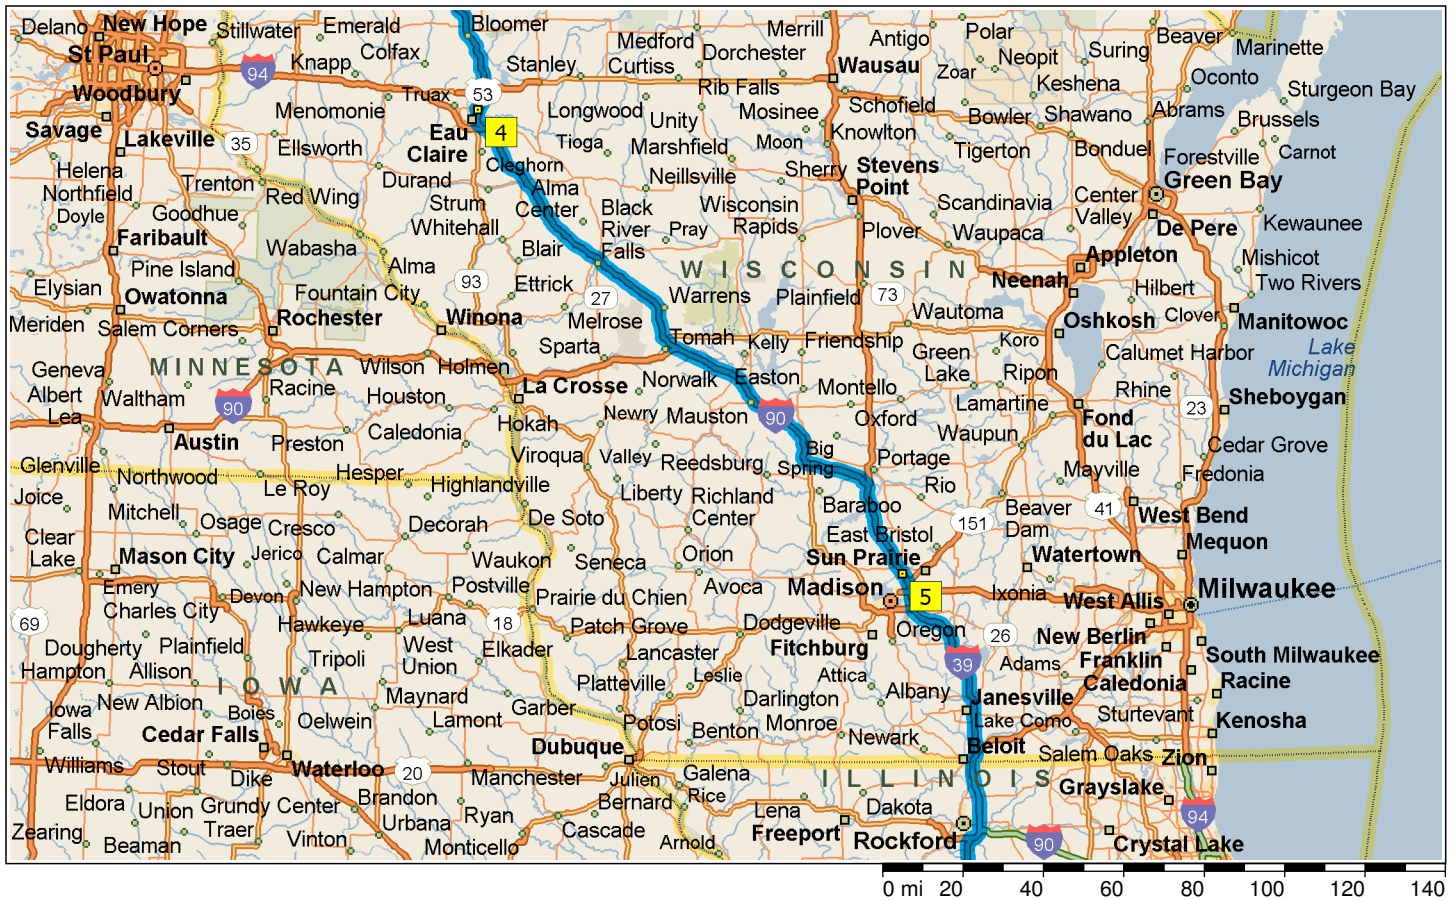 Delano
New Hope
Stillwater
Emerald
Bloomer
Merrill
Antigo
Polar
Neopit
Suring
Beaver
Marinette
St Paul
94
Knapp
Colfax
Stanley
Medford
Curtiss
Dorchester
Wausau
Zoar
Keshena
Oconto
Sturgeon Bay
Woodbury
Menomonie
Truax
53
Longwood
Rib Falls
Mosinee
Schofield
Bowler
Shawano
Abrams
Brussels
Savage
Lakeville
35
Ellsworth
Eau
Claire
4
Tioga
Unity
Marshfield
Moon
Knowlton
Tigerton
Bonduel
Forestville
Carnot
Helena
Northfield
Trenton
Red Wing
Durand
Cleghorn
Alma
Center
Neillsville
Sherry
Stevens
Point
Green Bay
Doyle
Goodhue
Strum
Whitehall
Black
River
Falls
Wisconsin
Rapids
Pray
Plover
Scandinavia
Waupaca
Center
Valley
De Pere
Kewaunee
Faribault
Wabasha
Alma
Blair
Ettrick
WISCONSIN
Appleton
Mishicot
Two Rivers
Pine Island
Elysian
Owatonna
Fountain City
93
27
Warrens
Plainfield
73
Neenah
Hilbert
Meriden
Salem Corners
Rochester
Winona
Melrose
Wautoma
Oshkosh
Clover
Manitowoc
MINNESOTA
Wilson
Holmen
Sparta
Tomah
Kelly
Friendship
Green
Lake
Koro
Ripon
Calumet Harbor
Lake
Michigan
Geneva
Albert
Lea
Waltham
90
Racine
Houston
La Crosse
Norwalk
Easton
Montello
Lamartine
Rhine
23
Sheboygan
Austin
Preston
Caledonia
Hokah
Newry
Mauston
90
Oxford
Waupun
Fond
du Lac
Cedar Grove
Glenville
Northwood
Hesper
Viroqua
Valley
Reedsburg
Big
Spring
Portage
Mayville
Fredonia
Joice
Le Roy
Highlandville
Liberty
Richland
Center
Rio
41
Mitchell
Osage
Cresco
Decorah
De Soto
Baraboo
151
Beaver
Dam
West Bend
Clear
Lake
Mason City
Jerico
Calmar
Waukon
Seneca
Orion
East Bristol
Sun Prairie
Watertown
Mequon
Emery
Charles City
Devon
New Hampton
Postville
Prairie du Chien
Avoca
Madison
5
Ixonia
West Allis
Milwaukee
69
Hawkeye
Luana
18
Patch Grove
Dodgeville
Fitchburg
Oregon
26
New Berlin
Dougherty
Plainfield
Hampton
Allison
Tripoli
West
Union
Elkader
Lancaster
Platteville
Leslie
Attica
39
Adams
Franklin
Caledonia
South Milwaukee
Racine
IOWA
New Albion
Maynard
Garber
Darlington
Albany
Janesville
Iowa
Falls
Boies
Oelwein
Lamont
Potosi
Benton
Monroe
Lake Como
Sturtevant
Kenosha
Cedar Falls
Dubuque
Newark
Beloit
Salem Oaks
Zion
Williams
Stout
Dike
Waterloo
20
Manchester
Julien
Galena
ILLINOIS
Grayslake
Eldora
Union
Grundy Center
Brandon
Ryan
Bernard
Rice
Lena
Dakota
94
Zearing
Beaman
Traer
Vinton
Urbana
Monticello
Cascade
Arnold
Freeport
Rockford
90
Crystal Lake
0 mi 20 40 60 80 100 120 140